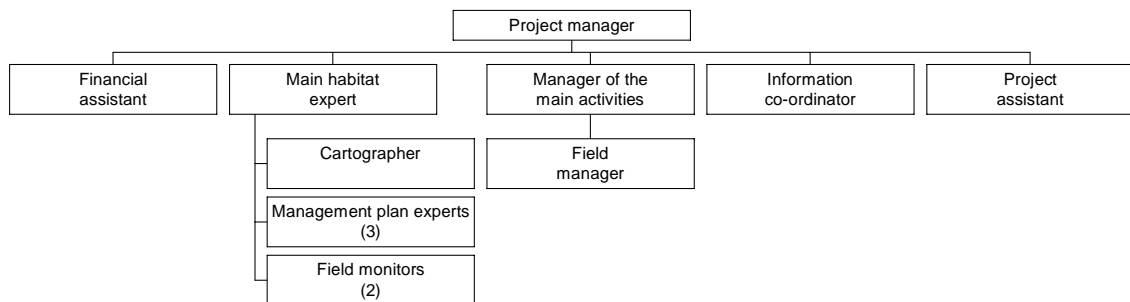 Project manager
Financial
assistant
Main habitat
expert
Manager of the
main activities
Information
co-ordinator
Project
assistant
Cartographer
Field
manager
Management plan experts
(3)
Field monitors
(2)